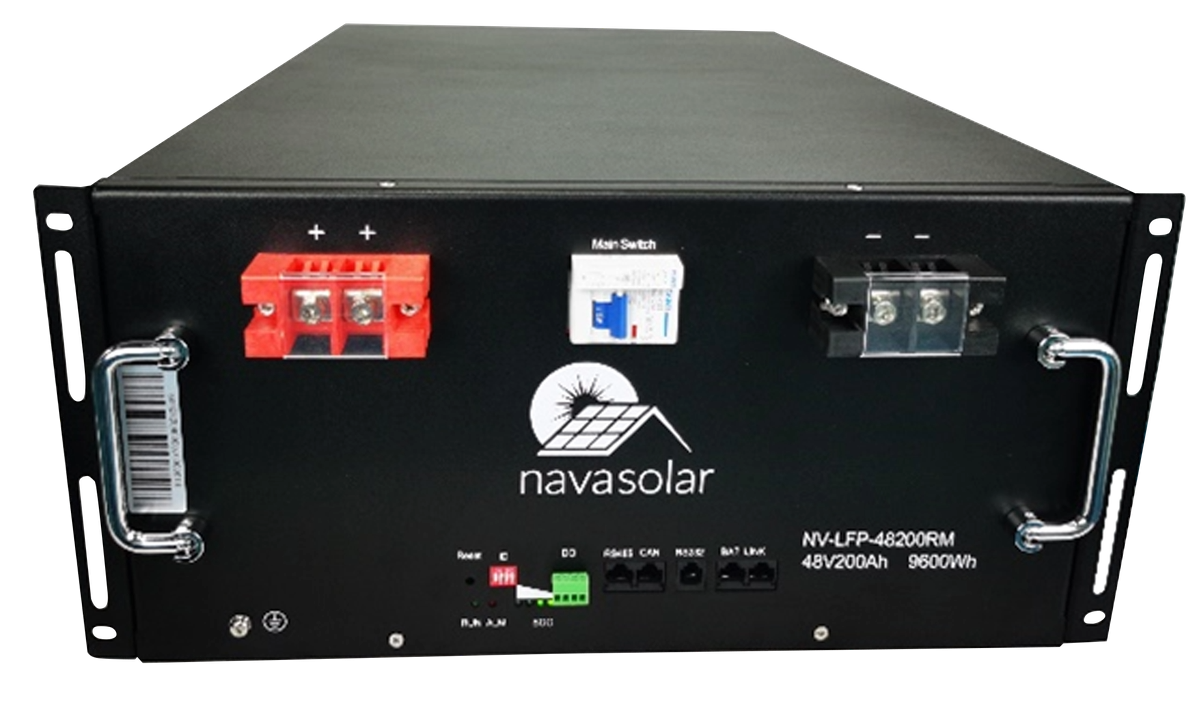 + +
Main Switch
− −
navasolar
NV-LFP-48200RM
48V200Ah 9600Wh
Reset ID DO RS485 CAN RS232 BAT LINK
RUN ALM SOC